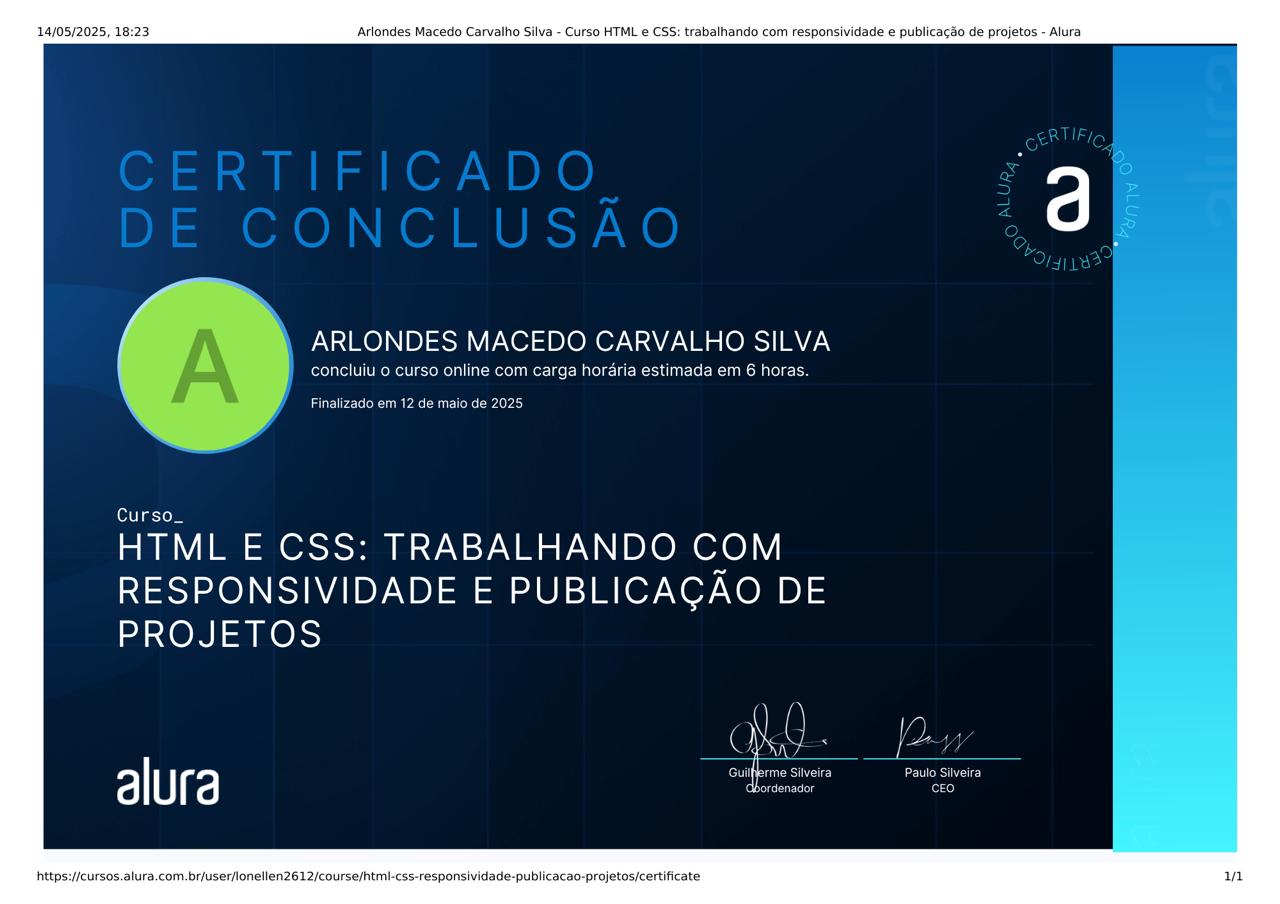 14/05/2025, 18:23
Arlondes Macedo Carvalho Silva - Curso HTML e CSS: trabalhando com responsividade e publicação de projetos - Alura
CERTIFICADO
DE CONCLUSÃO
• CERTIFICADO ALURA • CERTIFICADO ALURA
a
alura
A
ARLONDES MACEDO CARVALHO SILVA
concluiu o curso online com carga horária estimada em 6 horas.
Finalizado em 12 de maio de 2025
Curso_
HTML E CSS: TRABALHANDO COM
RESPONSIVIDADE E PUBLICAÇÃO DE
PROJETOS
alura
Guilherme Silveira
Coordenador
Paulo Silveira
CEO
alura
https://cursos.alura.com.br/user/lonellen2612/course/html-css-responsividade-publicacao-projetos/certificate
1/1